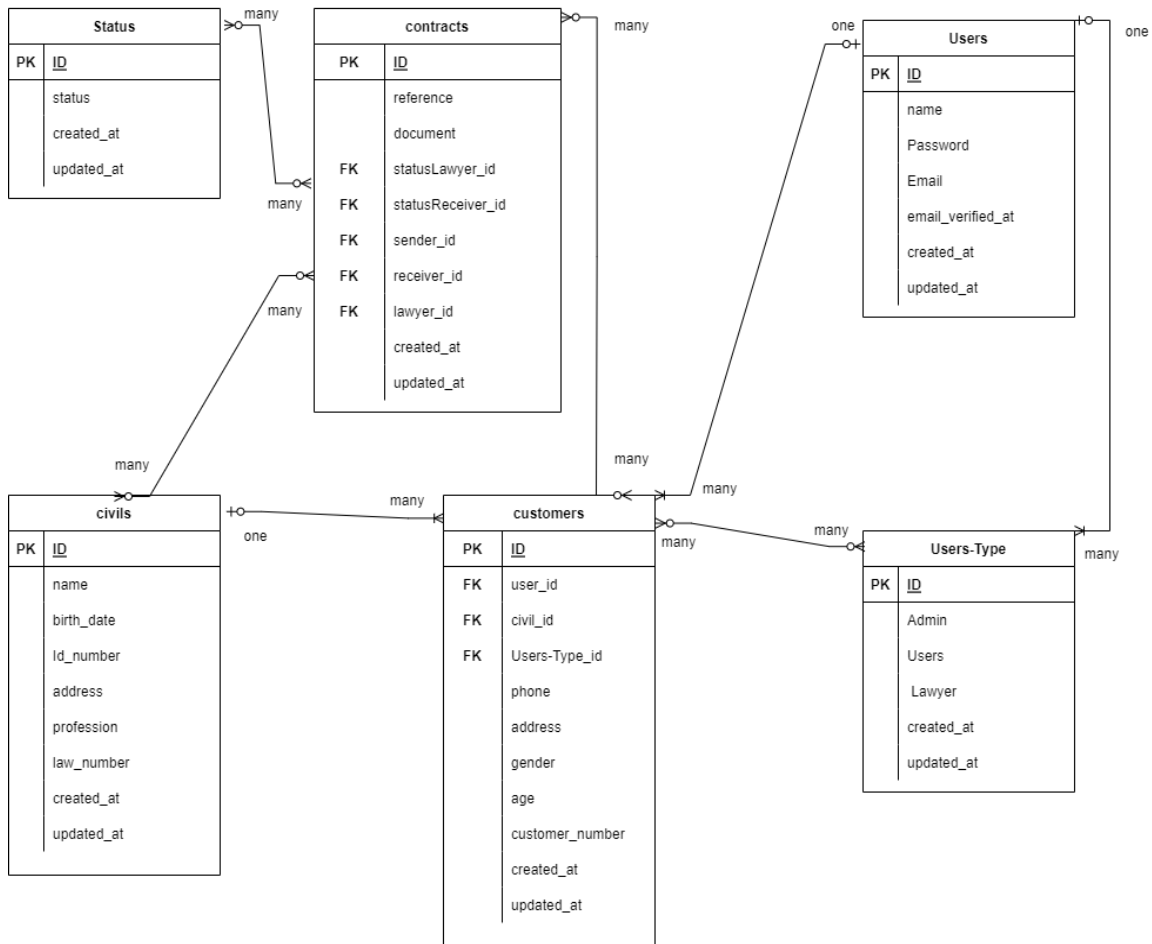 Status
PK ID
status
created_at
updated_at
many
many
contracts
PK ID
reference
document
FK statusLawyer_id
FK statusReceiver_id
FK sender_id
FK receiver_id
FK lawyer_id
created_at
updated_at
many
one
Users
PK ID
name
Password
Email
email_verified_at
created_at
updated_at
one
many
many
many
many
civils
PK ID
name
birth_date
Id_number
address
profession
law_number
created_at
updated_at
one
many
customers
PK ID
FK user_id
FK civil_id
FK Users-Type_id
phone
address
gender
age
customer_number
created_at
updated_at
many
many
Users-Type
PK ID
Admin
Users
Lawyer
created_at
updated_at
many